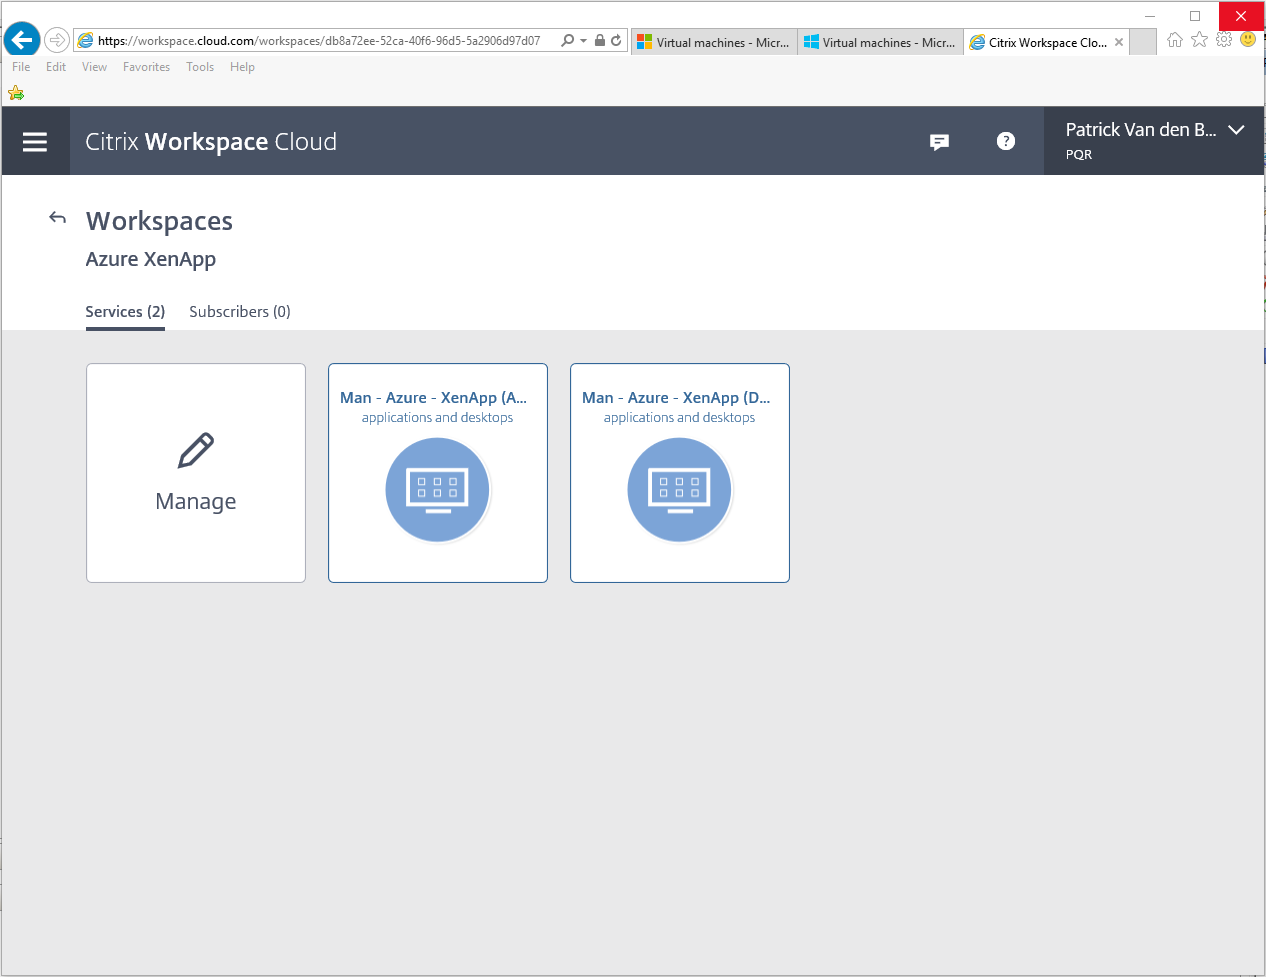 https://workspace.cloud.com/workspaces/db8a72ee-52ca-40f6-96d5-5a2906d97d07
Virtual machines - Micr...
Virtual machines - Micr...
Citrix Workspace Clo...
File Edit View Favorites Tools Help
Citrix Workspace Cloud
Patrick Van den B...
PQR
Workspaces
Azure XenApp
Services (2) Subscribers (0)
Manage
Man - Azure - XenApp (A...
applications and desktops
Man - Azure - XenApp (D...
applications and desktops